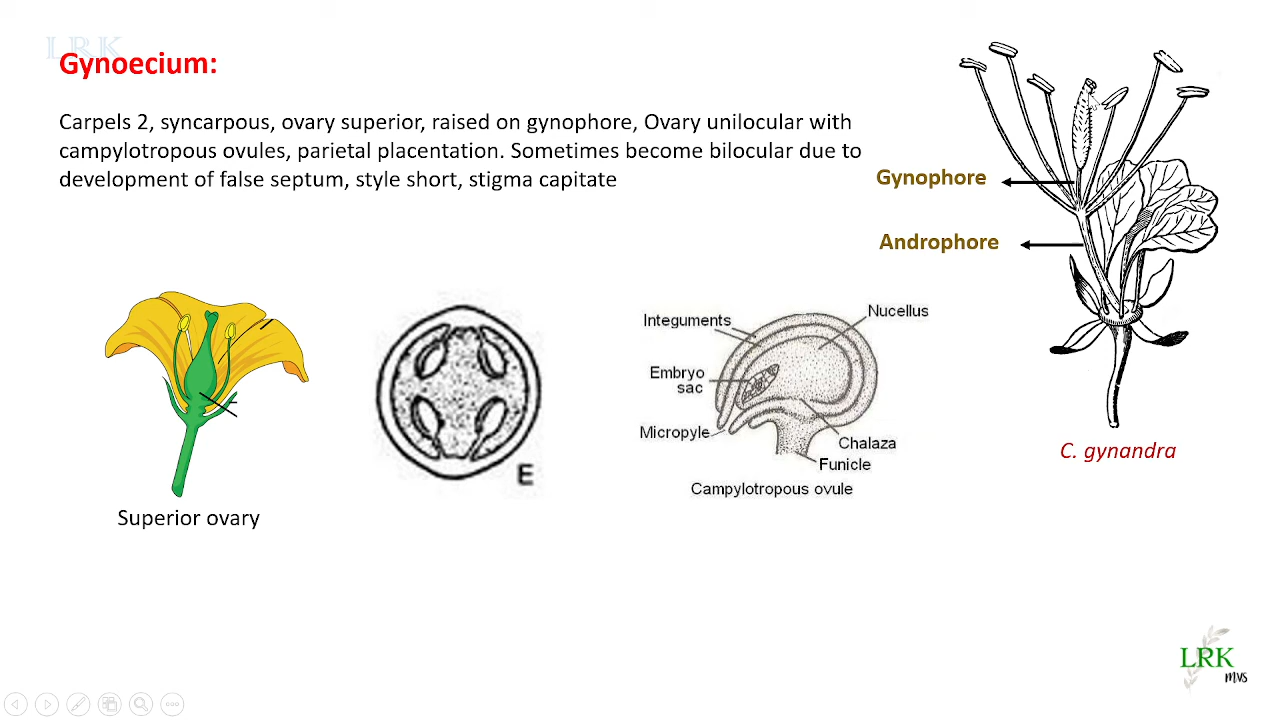 LRK
Gynoecium:
Carpels 2, syncarpous, ovary superior, raised on gynophore, Ovary unilocular with
campylotropous ovules, parietal placentation. Sometimes become bilocular due to
development of false septum, style short, stigma capitate
Gynophore
Androphore
C. gynandra
Superior ovary
E
Integuments
Nucellus
Embryo
sac
Micropyle
Chalaza
Funicle
Campylotropous ovule
LRK
mvs